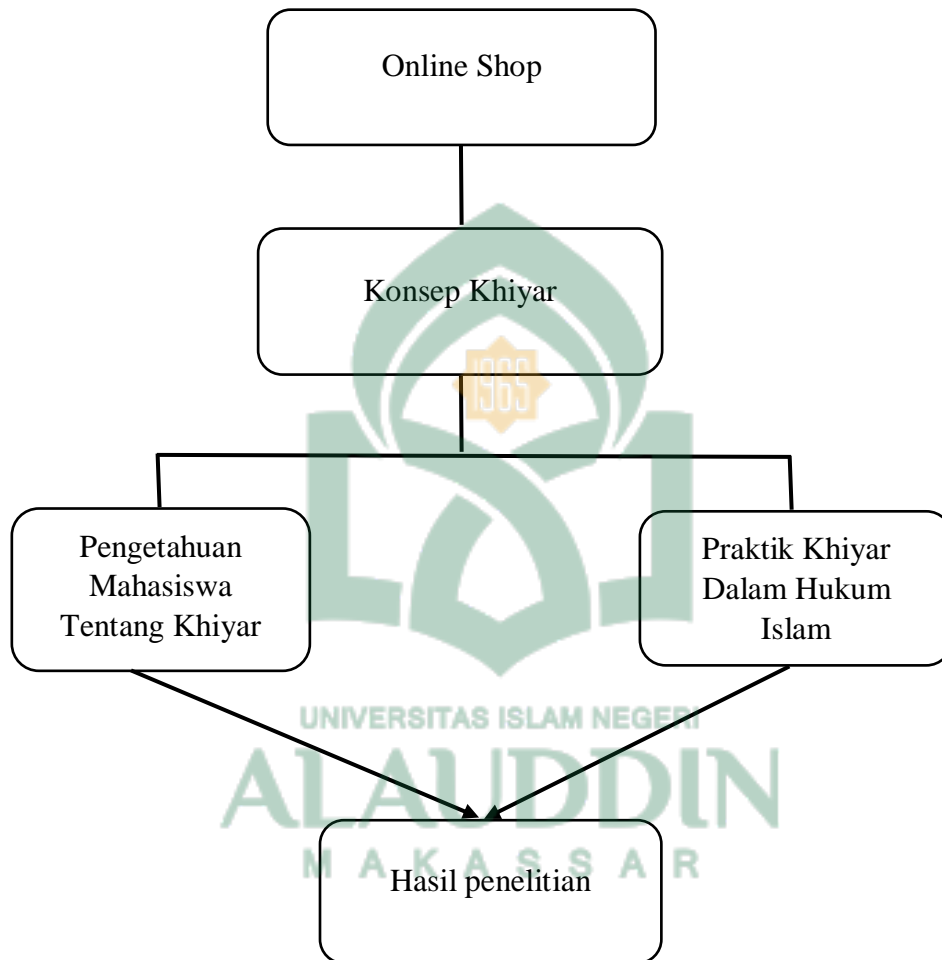 Online Shop
Konsep Khiyar
1965
Pengetahuan
Mahasiswa
Tentang Khiyar
Praktik Khiyar
Dalam Hukum
Islam
UNIVERSITAS ISLAM NEGERI
ALAUDDIN
MAKASSAR
Hasil penelitian